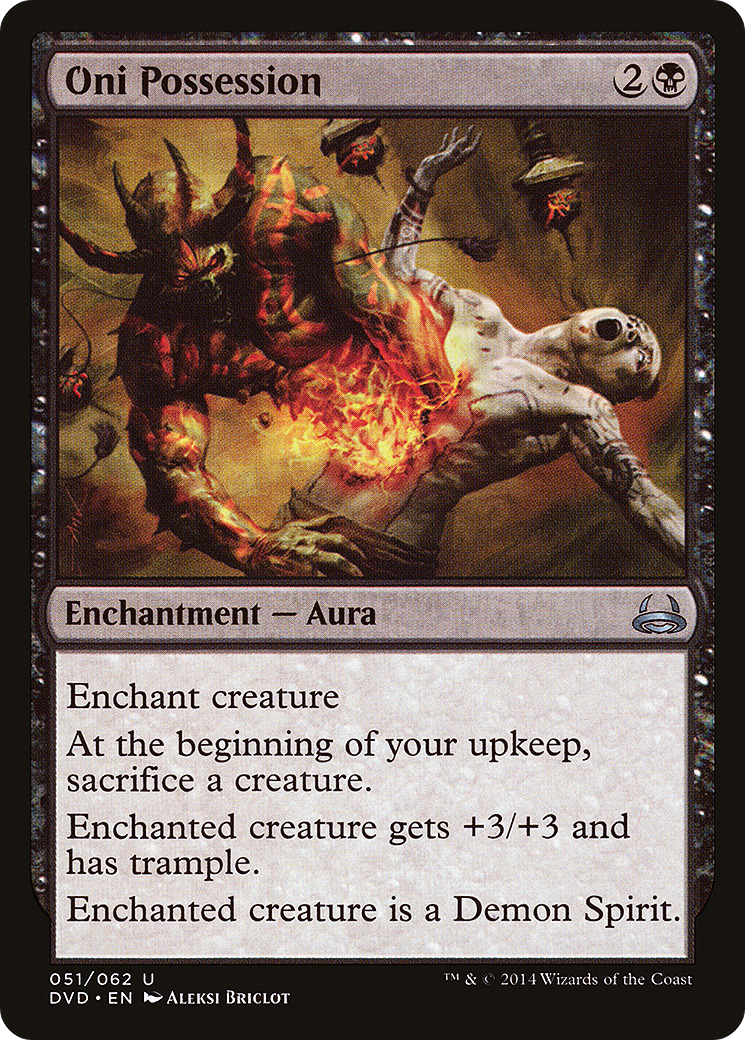 Oni Possession 2
Enchantment — Aura
Enchant creature
At the beginning of your upkeep,
sacrifice a creature.
Enchanted creature gets +3/+3 and
has trample.
Enchanted creature is a Demon Spirit.
051/062 U
DVD • EN Aleksi Briclot
™ & © 2014 Wizards of the Coast